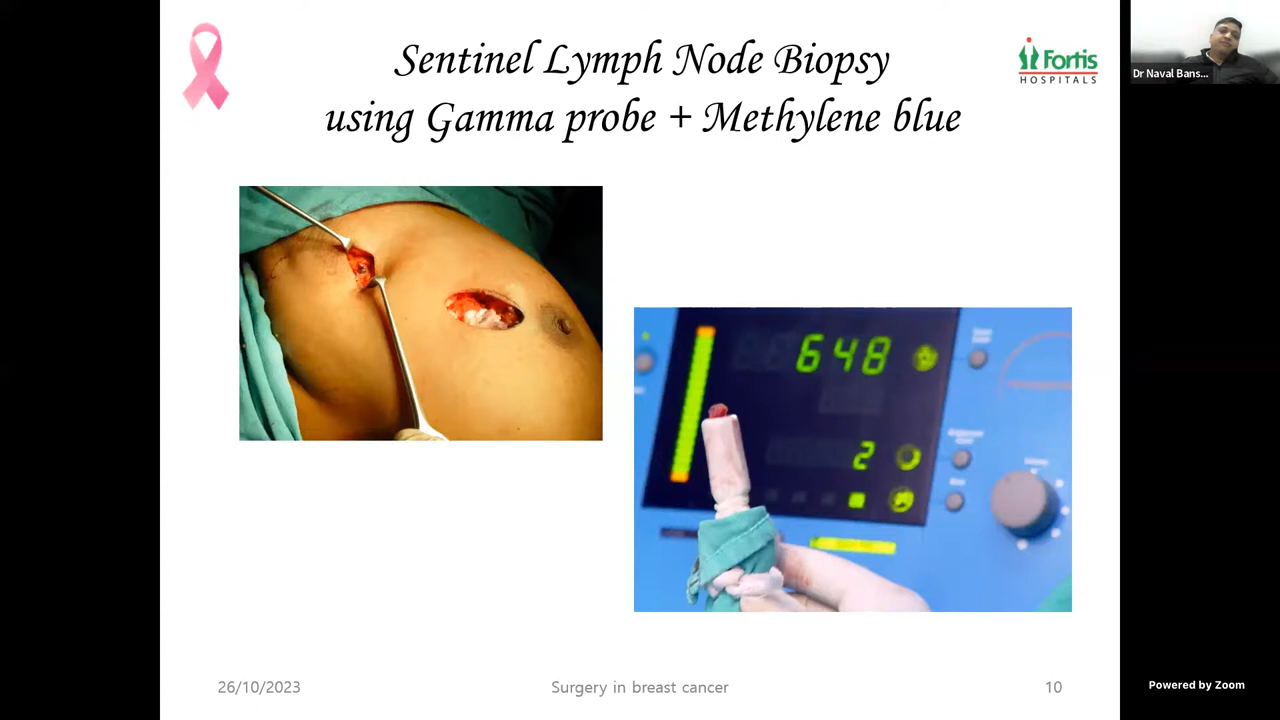 Sentinel Lymph Node Biopsy
using Gamma probe + Methylene blue
Fortis
HOSPITALS
Dr Naval Bans...
648
2
26/10/2023
Surgery in breast cancer
10
Powered by Zoom